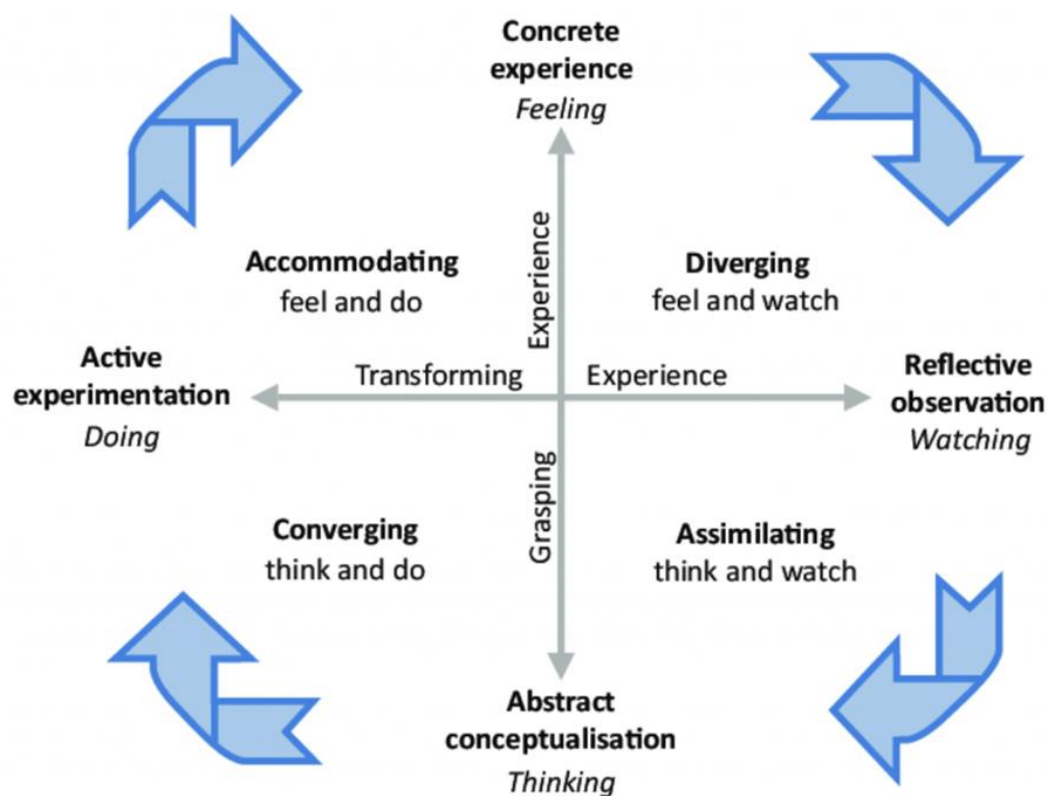 Concrete
experience
Feeling
Experience
Accommodating
feel and do
Diverging
feel and watch
Active
experimentation
Doing
Transforming
Experience
Reflective
observation
Watching
Grasping
Converging
think and do
Assimilating
think and watch
Abstract
conceptualisation
Thinking